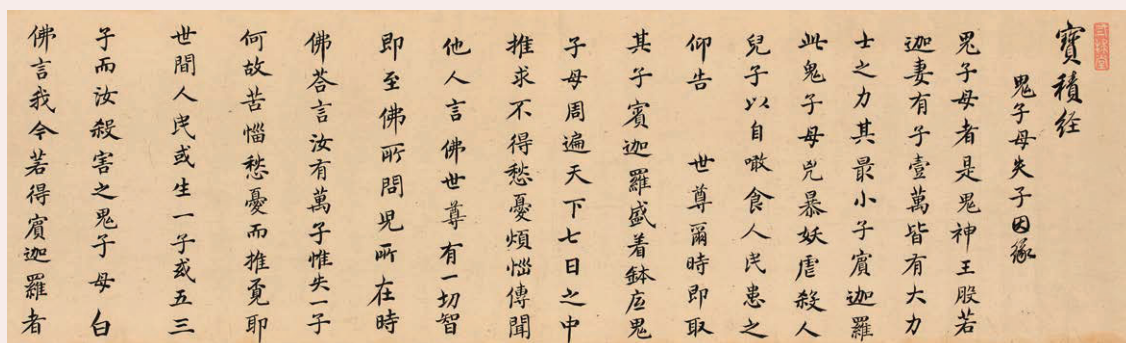 寶積経
鬼子母失子因縁
鬼子母者是鬼神王般若
迦妻有子壹萬皆有大力
士之力其最小子賓迦羅
此鬼子母兇暴妖虐殺人
兒子以自噉食人民患之
仰告　世尊爾時即取
其子賓迦羅盛着鉢底鬼
子母周遍天下七日之中
推求不得愁憂煩惱傳聞
他人言佛世尊有一切智
即至佛所問児所在時
佛荅言汝有萬子惟失一子
何故苦惱愁憂而推覔耶
世間人民或生一子或五三
子而汝殺害之鬼子母白
佛言我今若得賓迦羅者